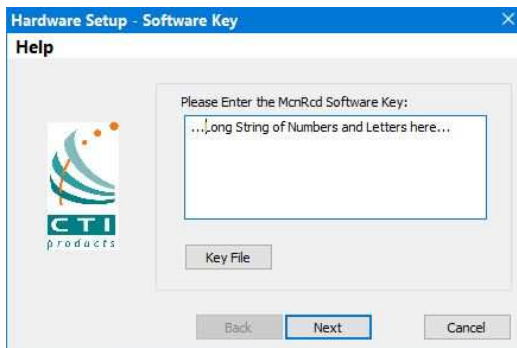 Hardware Setup - Software Key
Help
Please Enter the McnRcd Software Key:
...Long String of Numbers and Letters here...
CTI
products
Key File
Back
Next
Cancel